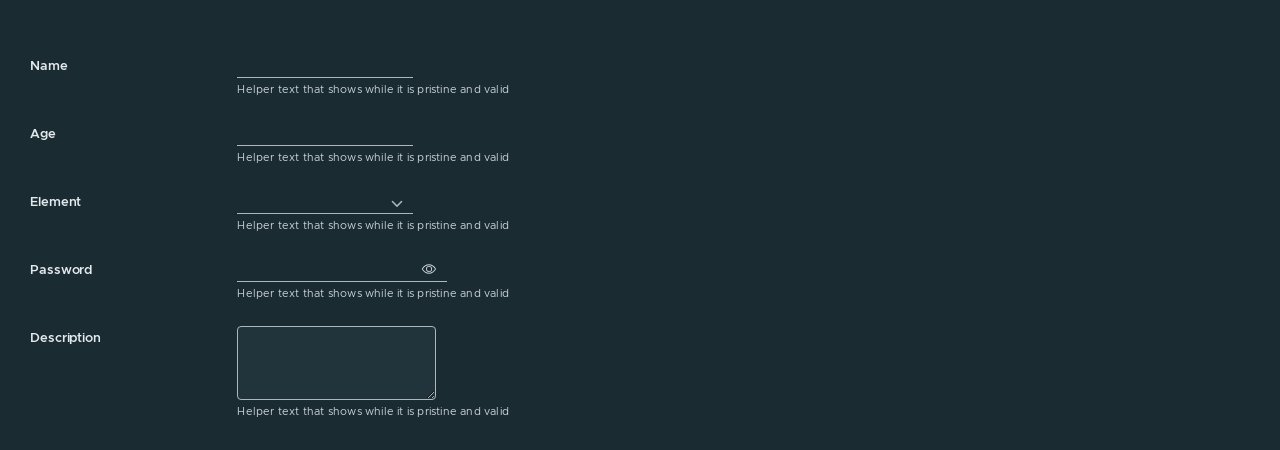 Name
Helper text that shows while it is pristine and valid
Age
Helper text that shows while it is pristine and valid
Element
Helper text that shows while it is pristine and valid
Password
Helper text that shows while it is pristine and valid
Description
Helper text that shows while it is pristine and valid